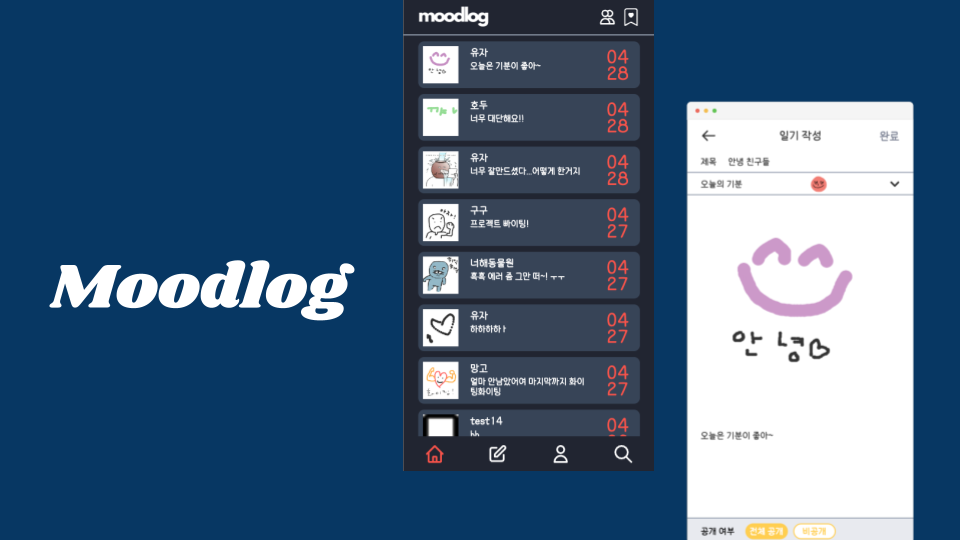 Moodlog
moodlog
유자
오늘은 기분이 좋아~
04
28
호두
너무 대단해요!!
04
28
유자
너무 잘만드셨다...어떻게 한거지
04
28
구구
프로젝트 빠이팅!
04
27
너해동물원
흑흑 에러 좀 그만 떠~! ㅜㅜ
04
27
유자
하하하하ㅏ
04
27
망고
얼마 안남았어여 마지막까지 화이
팅화이팅
04
27
test14
04
일기 작성
완료
제목 안녕 친구들
오늘의 기분
안녕
오늘은 기분이 좋아~
공개 여부
전체 공개
비공개